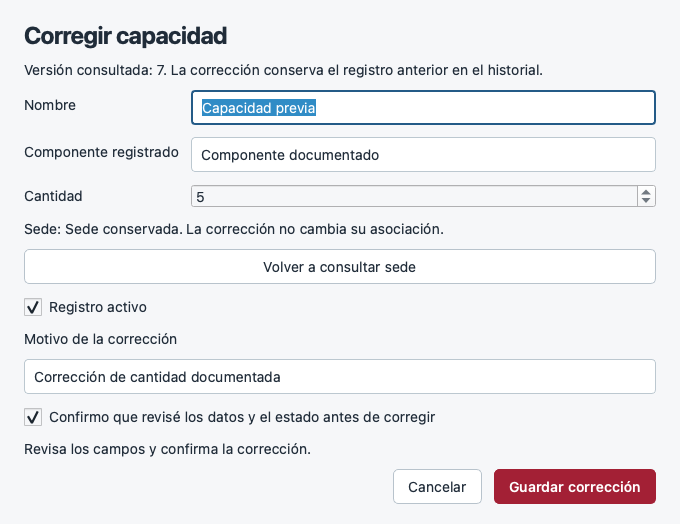 Corregir capacidad
Versión consultada: 7. La corrección conserva el registro anterior en el historial.
Nombre
Capacidad previa
Componente registrado
Componente documentado
Cantidad
5
Sede: Sede conservada. La corrección no cambia su asociación.
Volver a consultar sede
Registro activo
Motivo de la corrección
Corrección de cantidad documentada
Confirmo que revisé los datos y el estado antes de corregir
Revisa los campos y confirma la corrección.
Cancelar
Guardar corrección